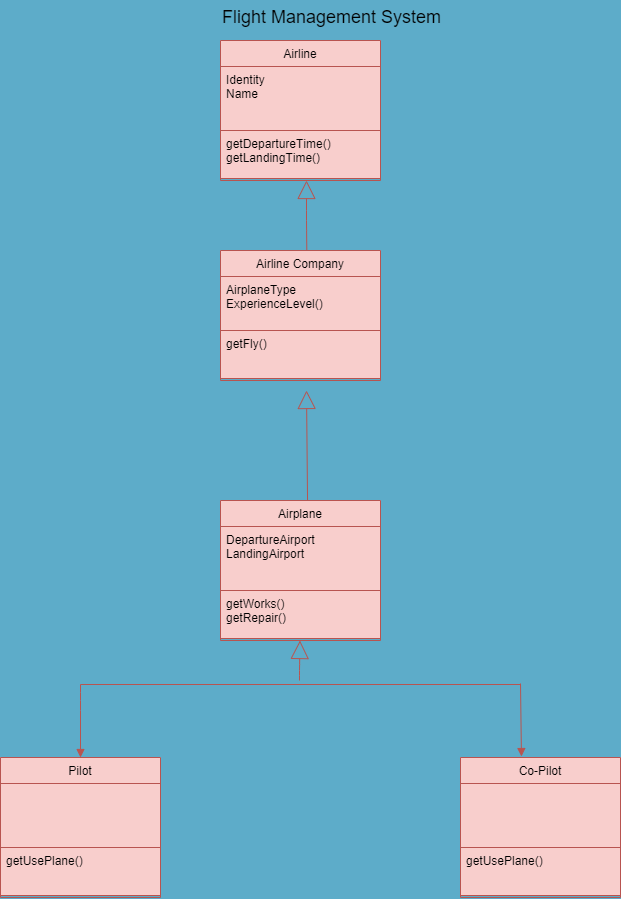 Flight Management System
Airline
Identity
Name
getDepartureTime()
getLandingTime()
Airline Company
AirplaneType
ExperienceLevel()
getFly()
Airplane
DepartureAirport
LandingAirport
getWorks()
getRepair()
Pilot
getUsePlane()
Co-Pilot
getUsePlane()